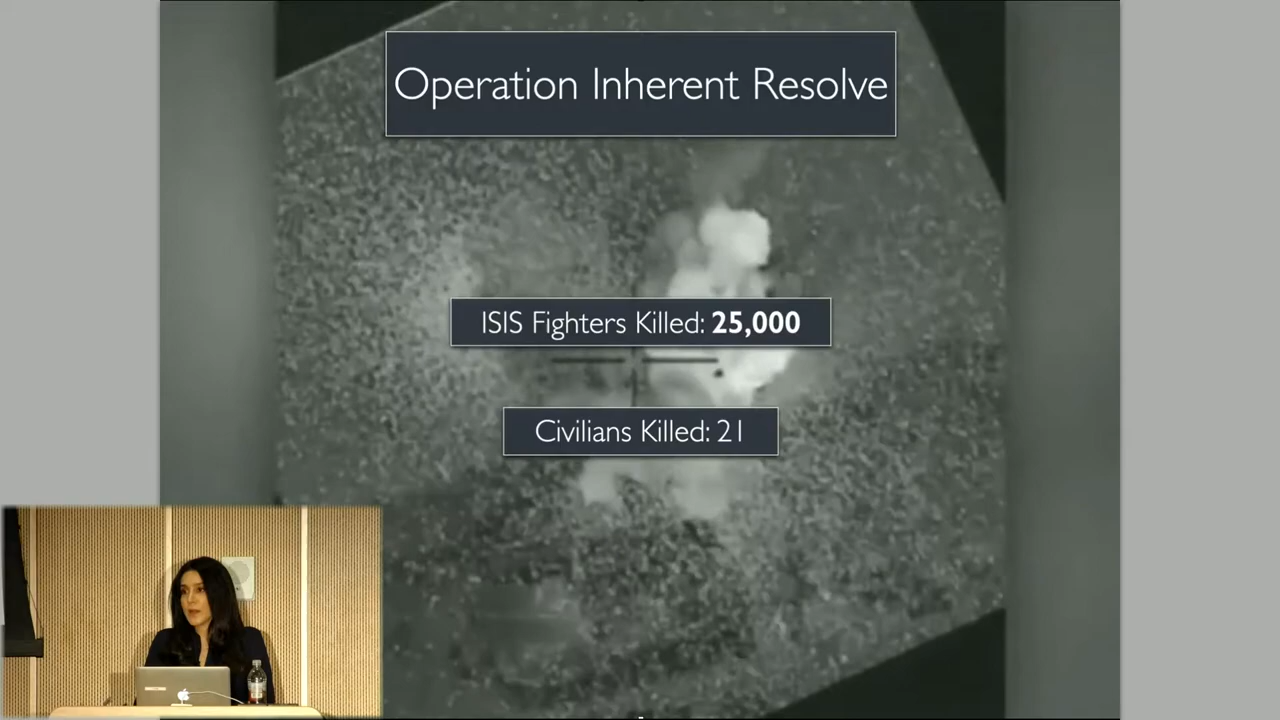 Operation Inherent Resolve
ISIS Fighters Killed: 25,000
Civilians Killed: 21